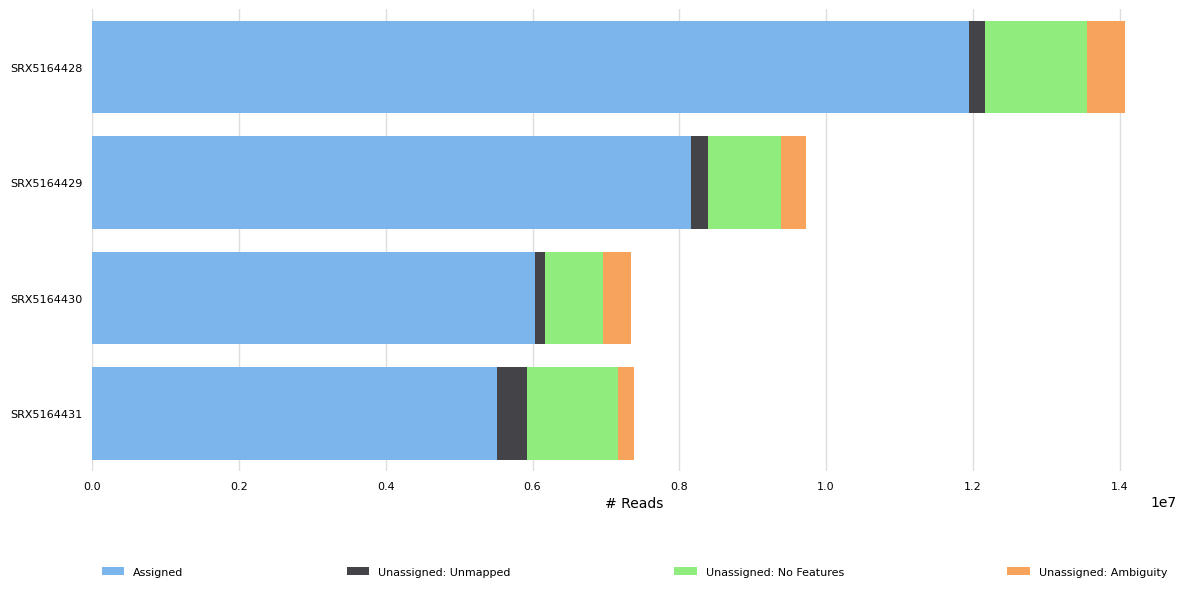 SRX5164428
SRX5164429
SRX5164430
SRX5164431
0.0 0.2 0.4 0.6 0.8 1.0 1.2 1.4
# Reads 1e7
Assigned Unassigned: Unmapped Unassigned: No Features Unassigned: Ambiguity